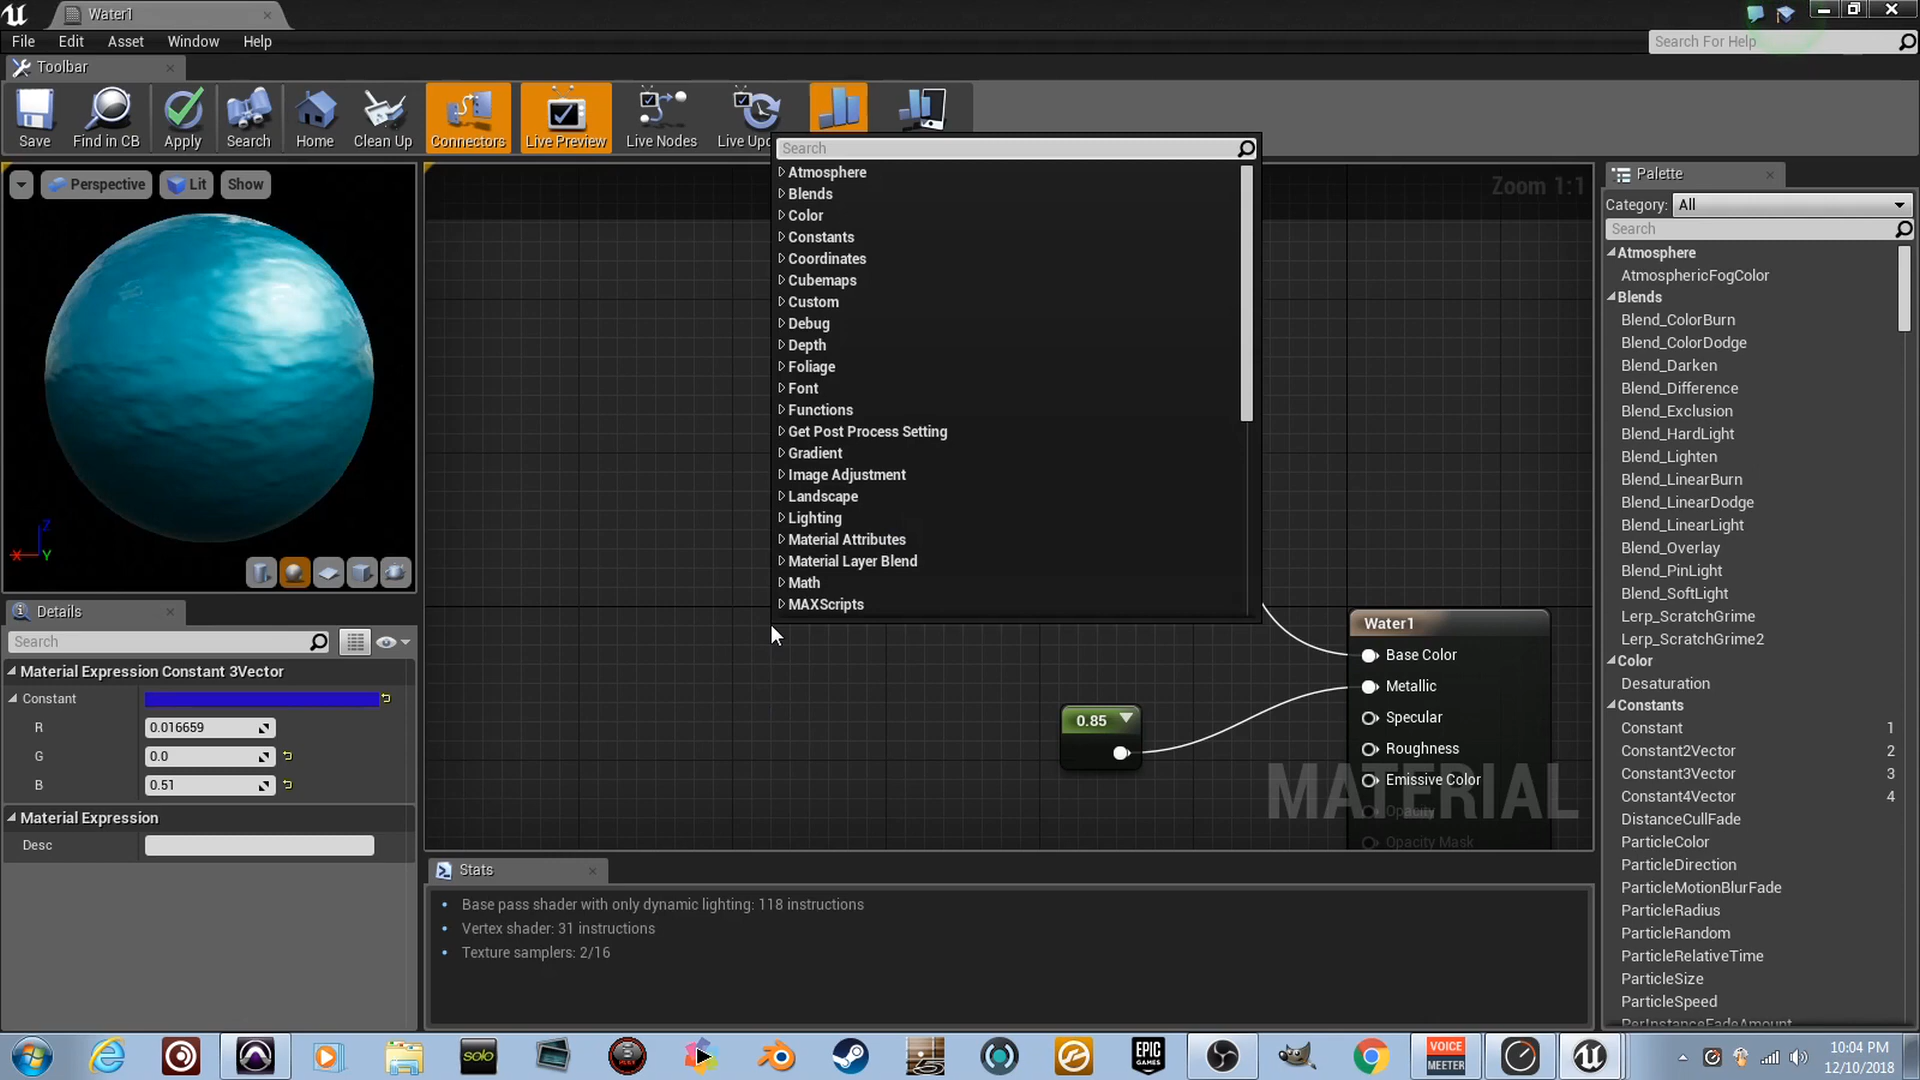 Water1
File Edit Asset Window Help
Search For Help
Toolbar
Save Find in CB Apply Search Home Clean Up Connectors Live Preview Live Nodes Live Up
Perspective Lit Show
Search
Atmosphere
Blends
Color
Constants
Coordinates
Cubemaps
Custom
Debug
Depth
Foliage
Font
Functions
Get Post Process Setting
Gradient
Image Adjustment
Landscape
Lighting
Material Attributes
Material Layer Blend
Math
MAXScripts
Zoom 1:1
Z
X Y
0.85
Water1
Base Color
Metallic
Specular
Roughness
Emissive Color
Opacity
Opacity Mask
MATERIAL
Details
Search
Material Expression Constant 3Vector
Constant
R 0.016659
G 0.0
B 0.51
Material Expression
Desc
Stats
Base pass shader with only dynamic lighting: 118 instructions
Vertex shader: 31 instructions
Texture samplers: 2/16
Palette
Category: All
Search
Atmosphere
AtmosphericFogColor
Blends
Blend_ColorBurn
Blend_ColorDodge
Blend_Darken
Blend_Difference
Blend_Exclusion
Blend_HardLight
Blend_Lighten
Blend_LinearBurn
Blend_LinearDodge
Blend_LinearLight
Blend_Overlay
Blend_PinLight
Blend_SoftLight
Lerp_ScratchGrime
Lerp_ScratchGrime2
Color
Desaturation
Constants
Constant 1
Constant2Vector 2
Constant3Vector 3
Constant4Vector 4
DistanceCullFade
ParticleColor
ParticleDirection
ParticleMotionBlurFade
ParticleRadius
ParticleRandom
ParticleRelativeTime
ParticleSize
ParticleSpeed
PerInstanceFadeAmount
solo
EPIC GAMES
VOICE MEETER
10:04 PM
12/10/2018